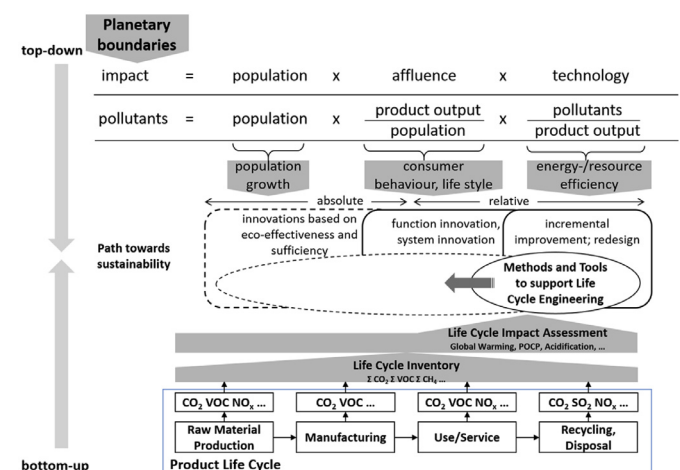 Planetary
boundaries
top-down
impact = population x affluence x technology
pollutants = population x product output / population x pollutants / product output
population
growth
consumer
behaviour, life style
energy-/resource
efficiency
absolute
relative
innovations based on
eco-effectiveness and
sufficiency
function innovation,
system innovation
incremental
improvement; redesign
Path towards
sustainability
Methods and Tools
to support Life
Cycle Engineering
Life Cycle Impact Assessment
Global Warming, POCP, Acidification, ...
Life Cycle Inventory
Σ CO₂ Σ VOC Σ CH₄ ...
CO₂ VOC NOₓ ...
CO₂ VOC ...
CO₂ VOC NOₓ ...
CO₂ SO₂ NOₓ ...
Raw Material
Production
Manufacturing
Use/Service
Recycling,
Disposal
Product Life Cycle
bottom-up